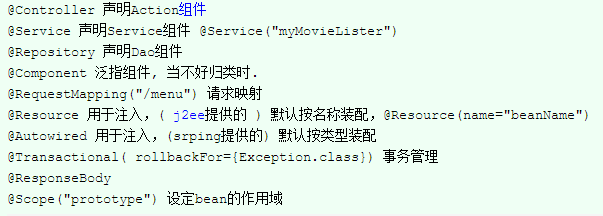 @Controller 声明Action组件
@Service 声明Service组件 @Service("myMovieLister")
@Repository 声明Dao组件
@Component 泛指组件, 当不好归类时.
@RequestMapping("/menu") 请求映射
@Resource 用于注入，( j2ee提供的 ) 默认按名称装配，@Resource(name="beanName")
@Autowired 用于注入，(srping提供的) 默认按类型装配
@Transactional( rollbackFor={Exception.class}) 事务管理
@ResponseBody
@Scope("prototype") 设定bean的作用域